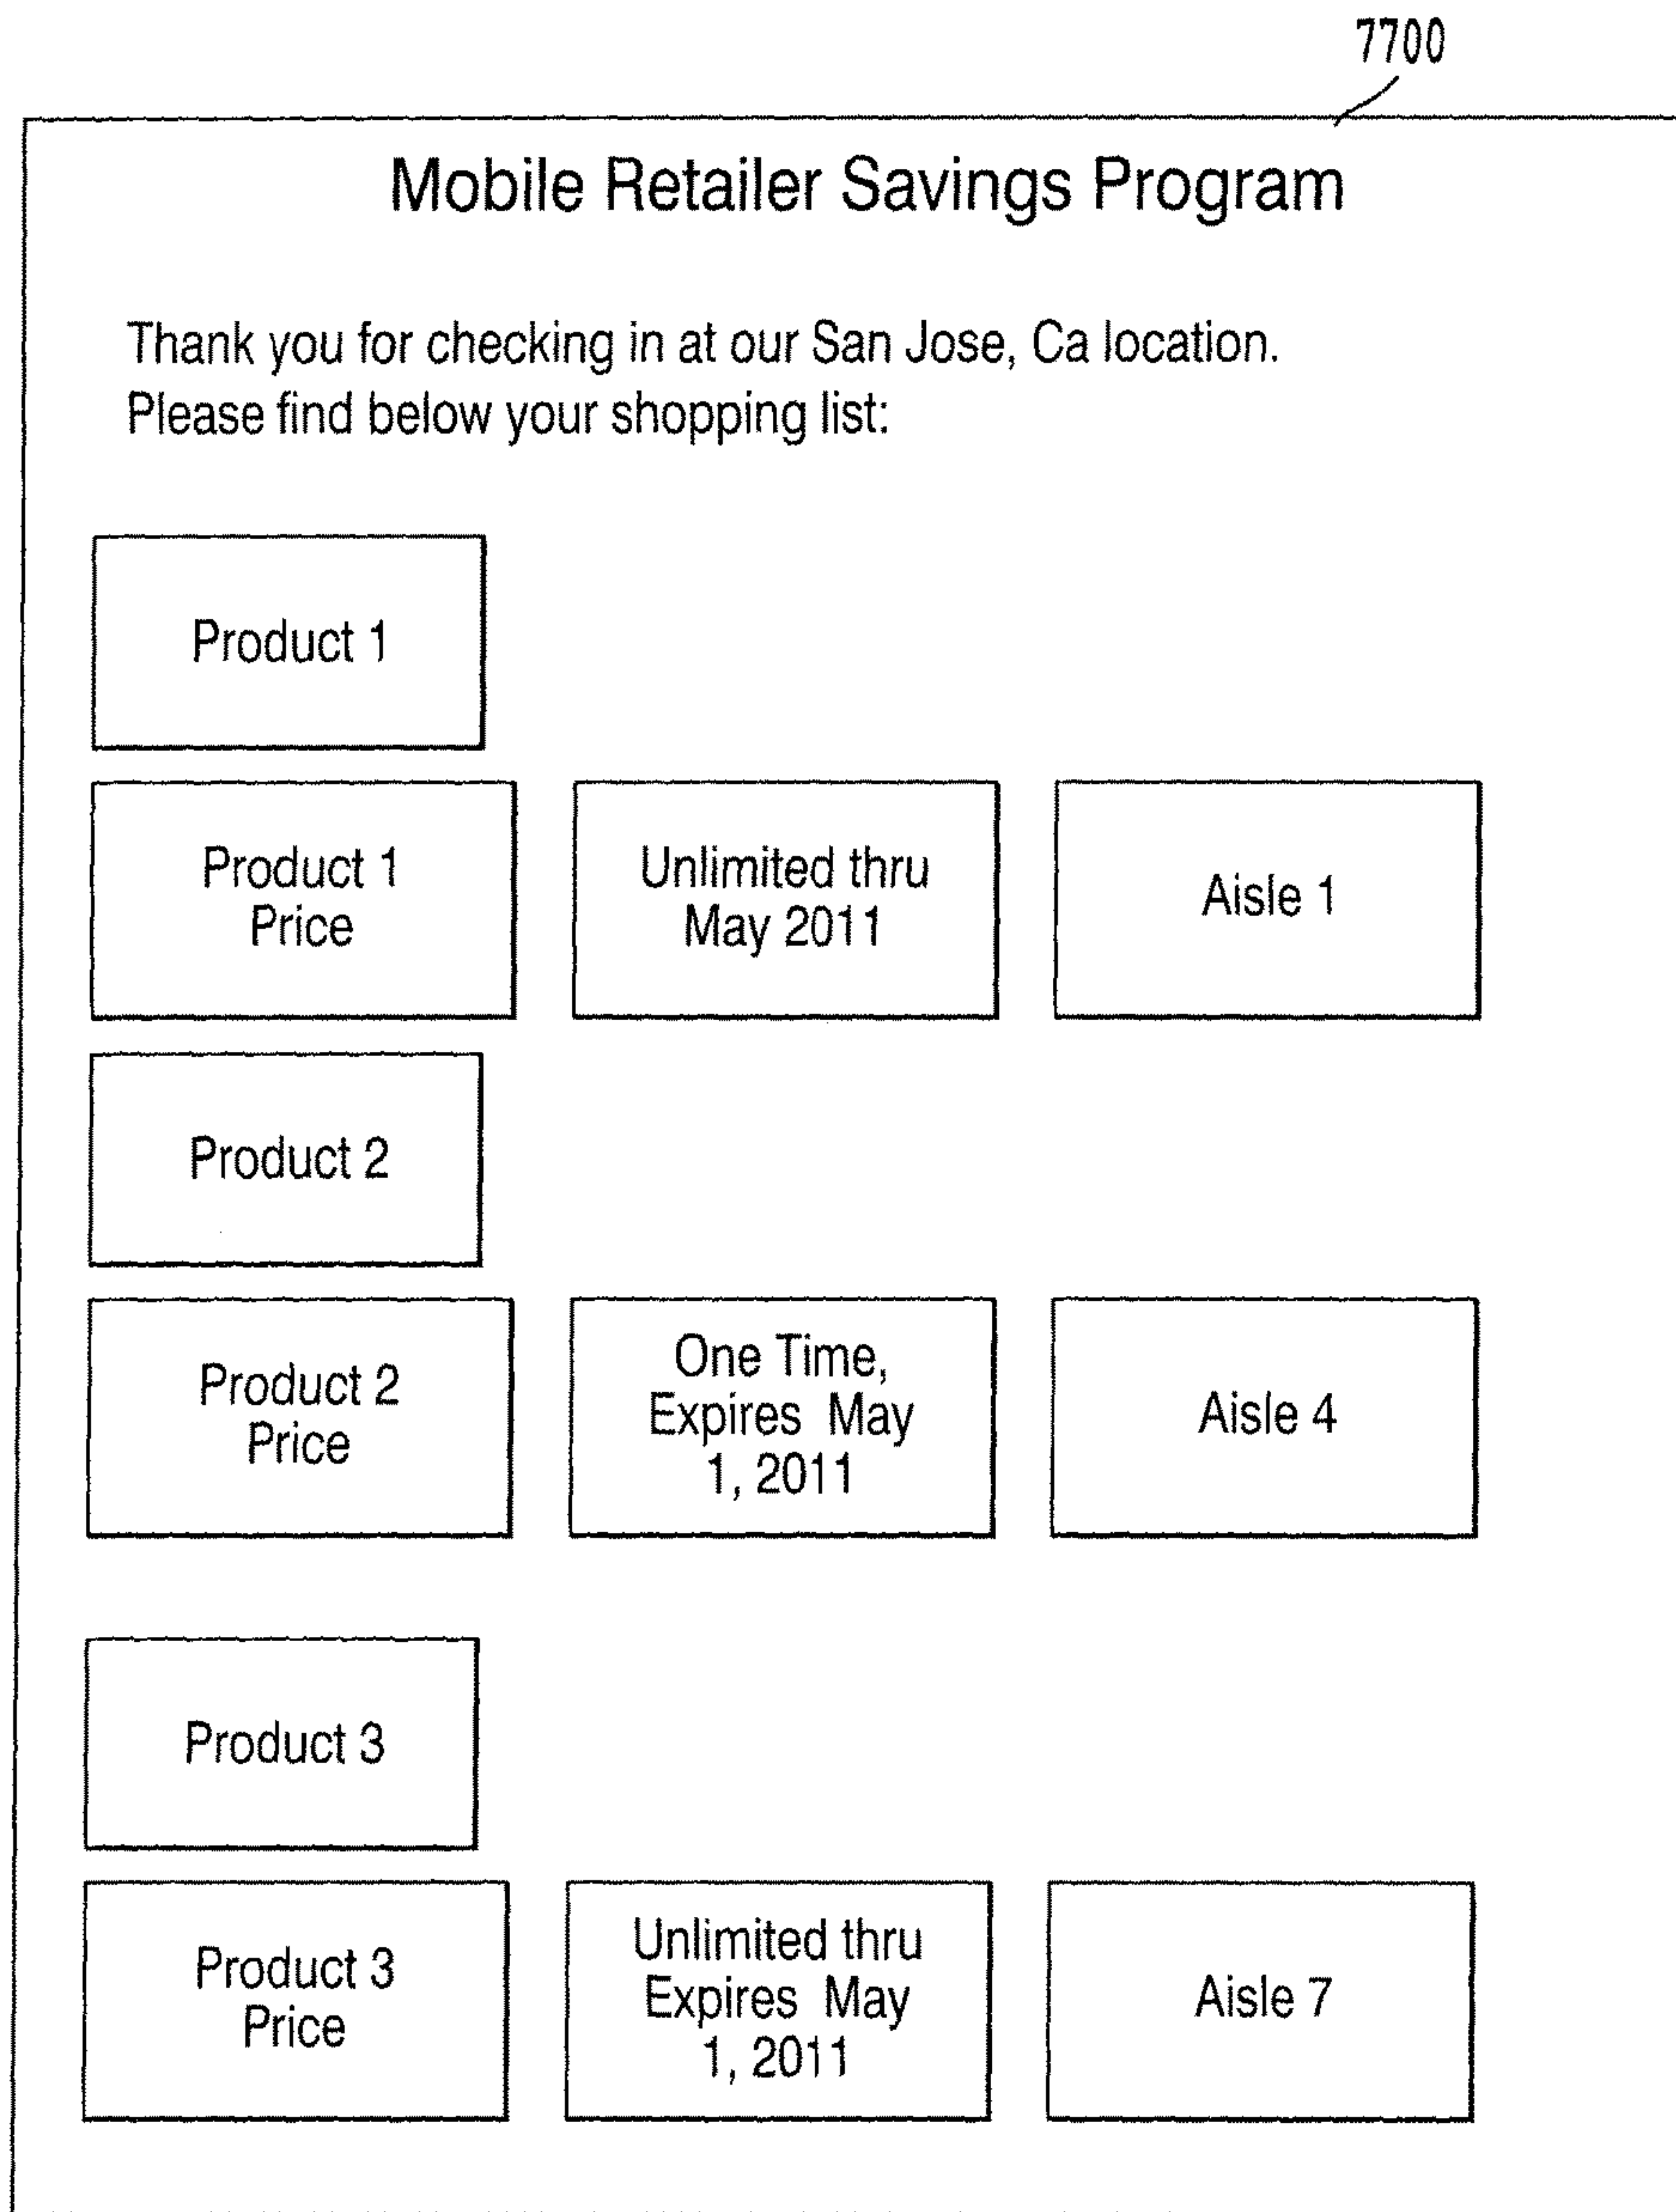 7700
Mobile Retailer Savings Program
Thank you for checking in at our San Jose, Ca location.
Please find below your shopping list:
Product 1
Product 1
Price
Unlimited thru
May 2011
Aisle 1
Product 2
Product 2
Price
One Time,
Expires May
1, 2011
Aisle 4
Product 3
Product 3
Price
Unlimited thru
Expires May
1, 2011
Aisle 7